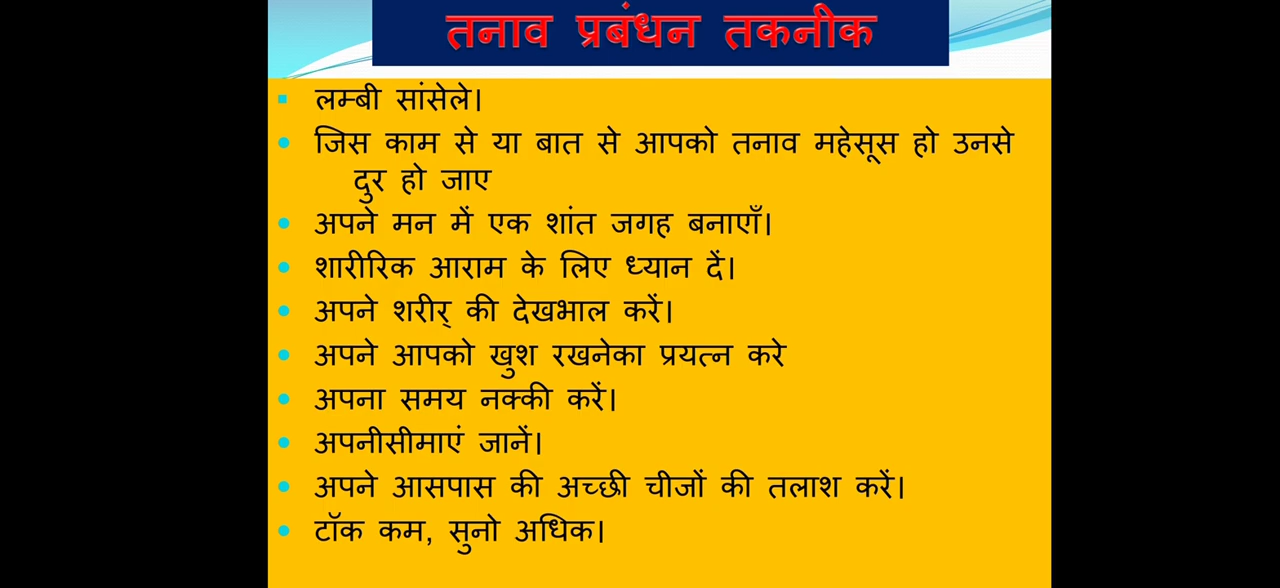 तनाव प्रबंधन तकनीक
लम्बी सांसेले।
जिस काम से या बात से आपको तनाव महेसूस हो उनसे
दुर हो जाए
अपने मन में एक शांत जगह बनाएँ।
शारीरिक आराम के लिए ध्यान दें।
अपने शरीर् की देखभाल करें।
अपने आपको खुश रखनेका प्रयत्न करे
अपना समय नक्की करें।
अपनीसीमाएं जानें।
अपने आसपास की अच्छी चीजों की तलाश करें।
टॉक कम, सुनो अधिक।